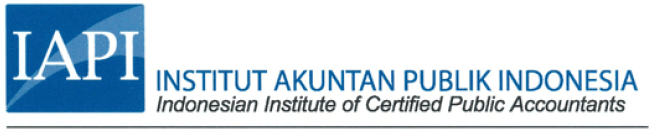 IAPI
INSTITUT AKUNTAN PUBLIK INDONESIA
Indonesian Institute of Certified Public Accountants